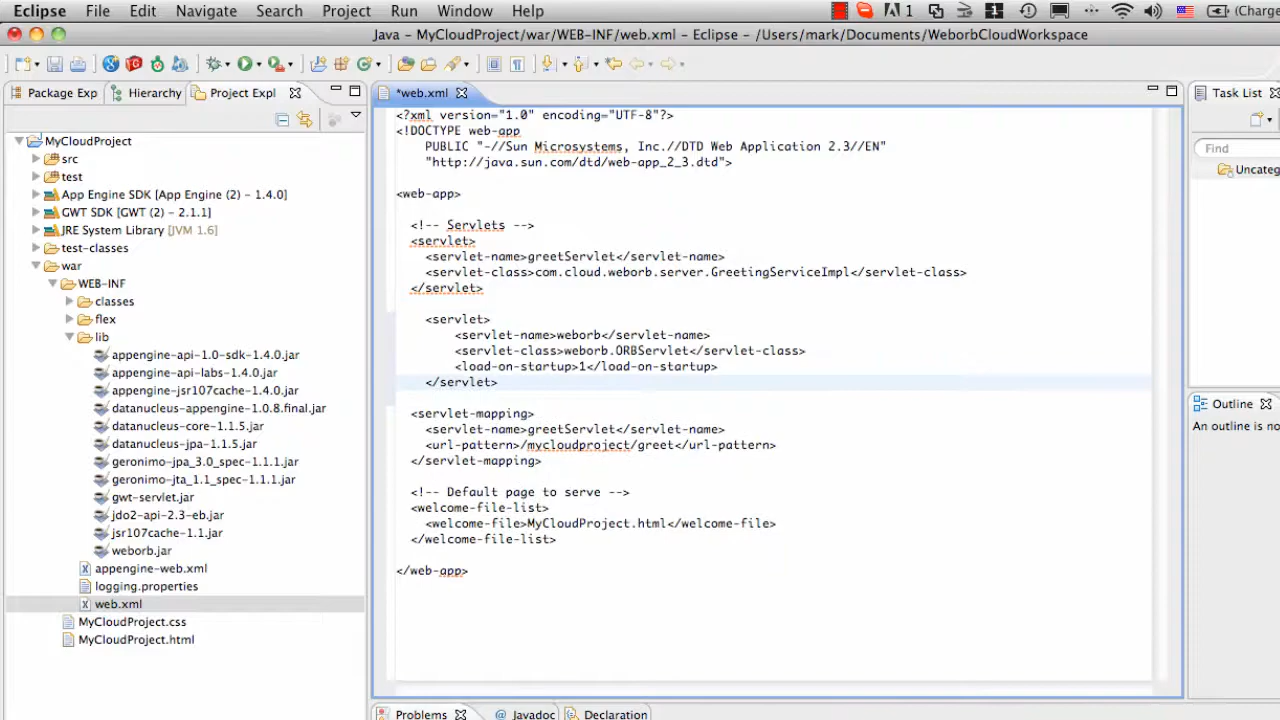 Eclipse File Edit Navigate Search Project Run Window Help 1 (Charge
Java – MyCloudProject/war/WEB-INF/web.xml – Eclipse – /Users/mark/Documents/WeborbCloudWorkspace
Package Exp Hierarchy Project Expl
*web.xml
Task List
MyCloudProject
src
test
App Engine SDK [App Engine (2) - 1.4.0]
GWT SDK [GWT (2) - 2.1.1]
JRE System Library [JVM 1.6]
test-classes
war
WEB-INF
classes
flex
lib
appengine-api-1.0-sdk-1.4.0.jar
appengine-api-labs-1.4.0.jar
appengine-jsr107cache-1.4.0.jar
datanucleus-appengine-1.0.8.final.jar
datanucleus-core-1.1.5.jar
datanucleus-jpa-1.1.5.jar
geronimo-jpa_3.0_spec-1.1.1.jar
geronimo-jta_1.1_spec-1.1.1.jar
gwt-servlet.jar
jdo2-api-2.3-eb.jar
jsr107cache-1.1.jar
weborb.jar
appengine-web.xml
logging.properties
web.xml
MyCloudProject.css
MyCloudProject.html
<?xml version="1.0" encoding="UTF-8"?>
<!DOCTYPE web-app
PUBLIC "-//Sun Microsystems, Inc.//DTD Web Application 2.3//EN"
"http://java.sun.com/dtd/web-app_2_3.dtd">
<web-app>
<!-- Servlets -->
<servlet>
<servlet-name>greetServlet</servlet-name>
<servlet-class>com.cloud.weborb.server.GreetingServiceImpl</servlet-class>
</servlet>
<servlet>
<servlet-name>weborb</servlet-name>
<servlet-class>weborb.ORBServlet</servlet-class>
<load-on-startup>1</load-on-startup>
</servlet>
<servlet-mapping>
<servlet-name>greetServlet</servlet-name>
<url-pattern>/mycloudproject/greet</url-pattern>
</servlet-mapping>
<!-- Default page to serve -->
<welcome-file-list>
<welcome-file>MyCloudProject.html</welcome-file>
</welcome-file-list>
</web-app>
Find
Uncateg
Outline
An outline is no
Problems @ Javadoc Declaration